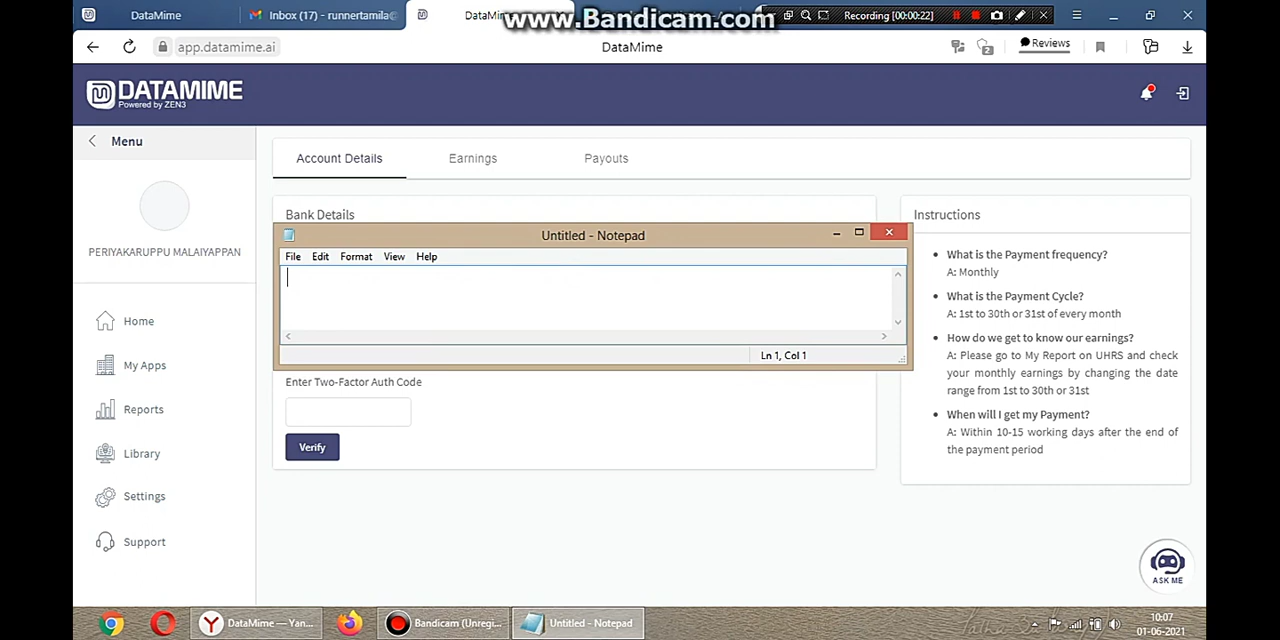 DataMime
Inbox (17) - runnertamila@
DataMim
www.Bandicam.com
Recording [00:00:22]
app.datamime.ai
DataMime
Reviews
DATAMIME
Powered by ZEN3
Menu
PERIYAKARUPPU MALAIYAPPAN
Home
My Apps
Reports
Library
Settings
Support
Account Details
Earnings
Payouts
Bank Details
Untitled - Notepad
File
Edit
Format
View
Help
Ln 1, Col 1
Enter Two-Factor Auth Code
Verify
Instructions
What is the Payment frequency?
A: Monthly
What is the Payment Cycle?
A: 1st to 30th or 31st of every month
How do we get to know our earnings?
A: Please go to My Report on UHRS and check
your monthly earnings by changing the date
range from 1st to 30th or 31st
When will I get my Payment?
A: Within 10-15 working days after the end of
the payment period
ASK ME
DataMime — Yan...
Bandicam (Unregi...
Untitled - Notepad
10:07
01-06-2021